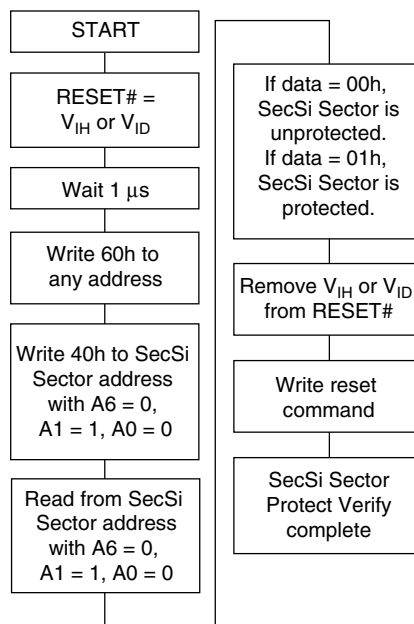 START
RESET# =
V_IH or V_ID
Wait 1 μs
Write 60h to
any address
Write 40h to SecSi
Sector address
with A6 = 0,
A1 = 1, A0 = 0
Read from SecSi
Sector address
with A6 = 0,
A1 = 1, A0 = 0
If data = 00h,
SecSi Sector is
unprotected.
If data = 01h,
SecSi Sector is
protected.
Remove V_IH or V_ID
from RESET#
Write reset
command
SecSi Sector
Protect Verify
complete